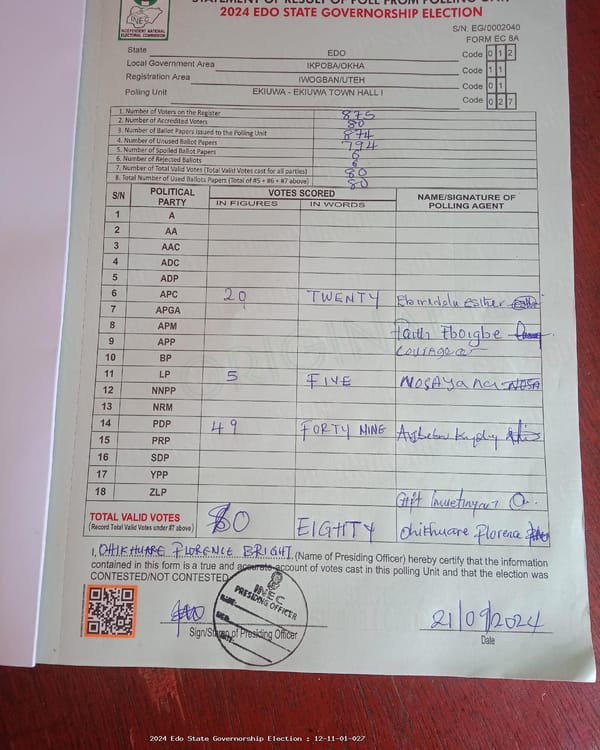 STATEMENT OF RESULT OF POLL FROM POLLING UNIT
2024 EDO STATE GOVERNORSHIP ELECTION
INEC
INDEPENDENT NATIONAL ELECTORAL COMMISSION
S/N: EG/0002040
FORM EC 8A
State EDO Code 0 1 2
Local Government Area IKPOBA/OKHA Code 1 1
Registration Area IWOGBAN/UTEH Code 0 1
Polling Unit EKIUWA - EKIUWA TOWN HALL I Code 0 2 7
1. Number of Voters on the Register 875
2. Number of Accredited Voters 80
3. Number of Ballot Papers Issued to the Polling Unit 874
4. Number of Unused Ballot Papers 794
5. Number of Spoiled Ballot Papers
6. Number of Rejected Ballots
7. Number of Total Valid Votes (Total Valid Votes cast for all parties) 80
8. Total Number of Used Ballots Papers (Total of #5 + #6 + #7 above) 80
S/N POLITICAL PARTY VOTES SCORED NAME/SIGNATURE OF POLLING AGENT
IN FIGURES IN WORDS
1 A
2 AA
3 AAC
4 ADC
5 ADP
6 APC 20 TWENTY Esther
7 APGA
8 APM Faith Eboigbe
9 APP Courage
10 BP
11 LP 5 FIVE
12 NNPP
13 NRM
14 PDP 49 FORTY NINE
15 PRP
16 SDP
17 YPP
18 ZLP Gift
TOTAL VALID VOTES 80 EIGHTY Ohikhuare Florence
(Record Total Valid Votes under #7 above)
I, OHIKHUARE FLORENCE BRIGHT (Name of Presiding Officer) hereby certify that the information
contained in this form is a true and accurate account of votes cast in this polling Unit and that the election was
CONTESTED/NOT CONTESTED
INEC
PRESIDING OFFICER
NAME:
DATE:
Sign/Stamp of Presiding Officer
21/09/2024
Date
2024 Edo State Governorship Election : 12-11-01-027